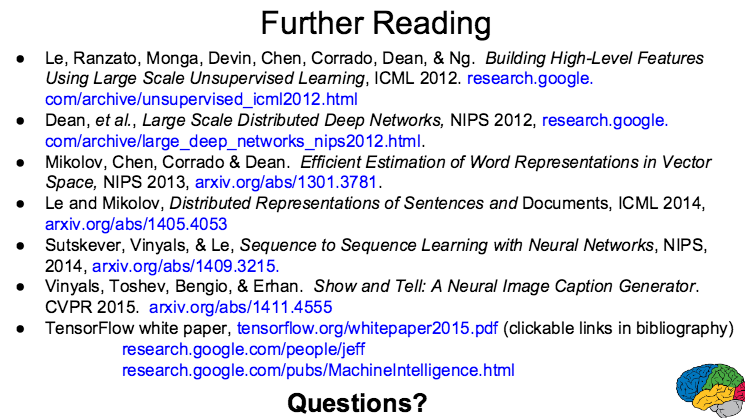 Further Reading
● Le, Ranzato, Monga, Devin, Chen, Corrado, Dean, & Ng. Building High-Level Features
Using Large Scale Unsupervised Learning, ICML 2012. research.google.
com/archive/unsupervised_icml2012.html
● Dean, et al., Large Scale Distributed Deep Networks, NIPS 2012, research.google.
com/archive/large_deep_networks_nips2012.html.
● Mikolov, Chen, Corrado & Dean. Efficient Estimation of Word Representations in Vector
Space, NIPS 2013, arxiv.org/abs/1301.3781.
● Le and Mikolov, Distributed Representations of Sentences and Documents, ICML 2014,
arxiv.org/abs/1405.4053
● Sutskever, Vinyals, & Le, Sequence to Sequence Learning with Neural Networks, NIPS,
2014, arxiv.org/abs/1409.3215.
● Vinyals, Toshev, Bengio, & Erhan. Show and Tell: A Neural Image Caption Generator.
CVPR 2015. arxiv.org/abs/1411.4555
● TensorFlow white paper, tensorflow.org/whitepaper2015.pdf (clickable links in bibliography)
research.google.com/people/jeff
research.google.com/pubs/MachineIntelligence.html
Questions?